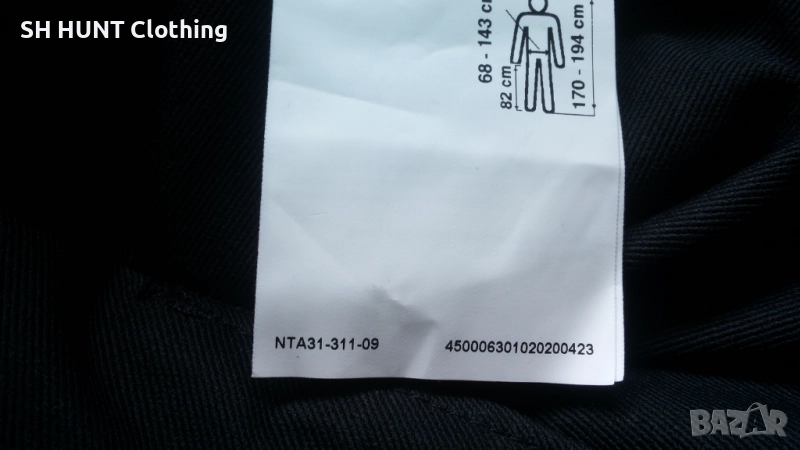 SH HUNT Clothing
68 - 143 cm
82 cm
170 - 194 cm
NTA31-311-09
450006301020200423
BAZAR